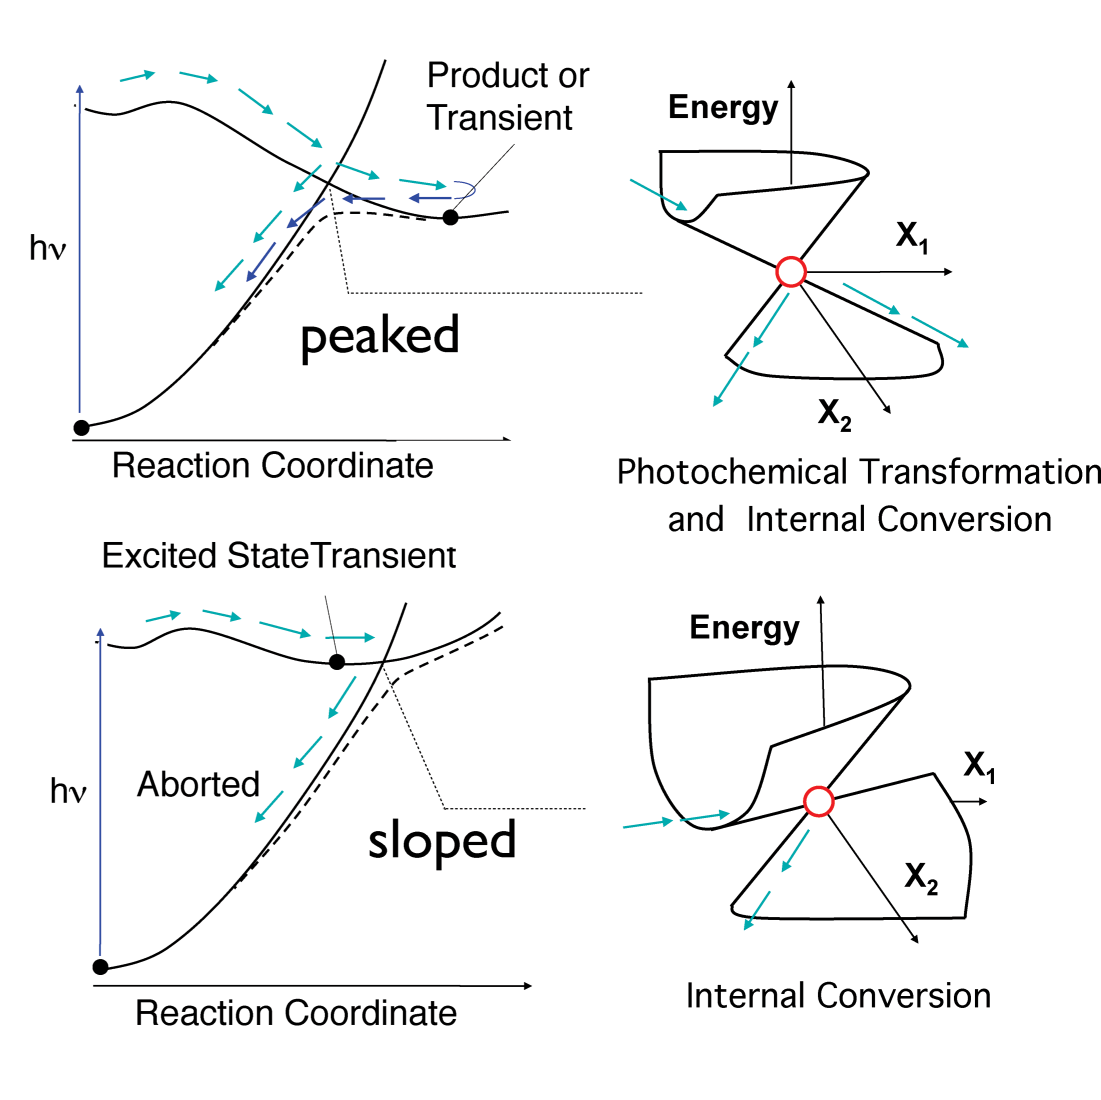 Product or
Transient
hν
peaked
Reaction Coordinate
Energy
X1
X2
Photochemical Transformation
and Internal Conversion
Excited StateTransient
hν
Aborted
sloped
Reaction Coordinate
Energy
X1
X2
Internal Conversion